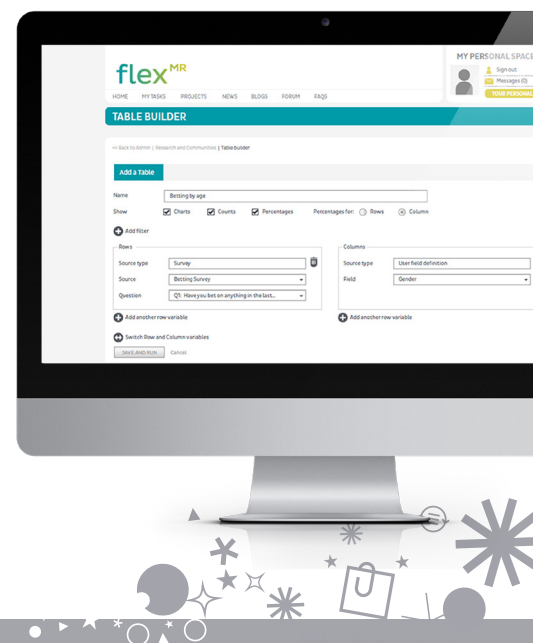 MY PERSONAL SPACE
flex MR
Sign out
Messages (0)
YOUR PERSONAL
HOME MY TASKS PROJECTS NEWS BLOGS FORUM FAQS
TABLE BUILDER
<< Back to Admin | Research and Communities | Table builder
Add a Table
Name Betting by age
Show Charts Counts Percentages Percentages for: Rows Column
Add filter
Rows Columns
Source type Survey Source type User field definition
Source Betting Survey Field Gender
Question Q1: Have you bet on anything in the last...
Add another row variable Add another row variable
Switch Row and Column variables
SAVE AND RUN Cancel